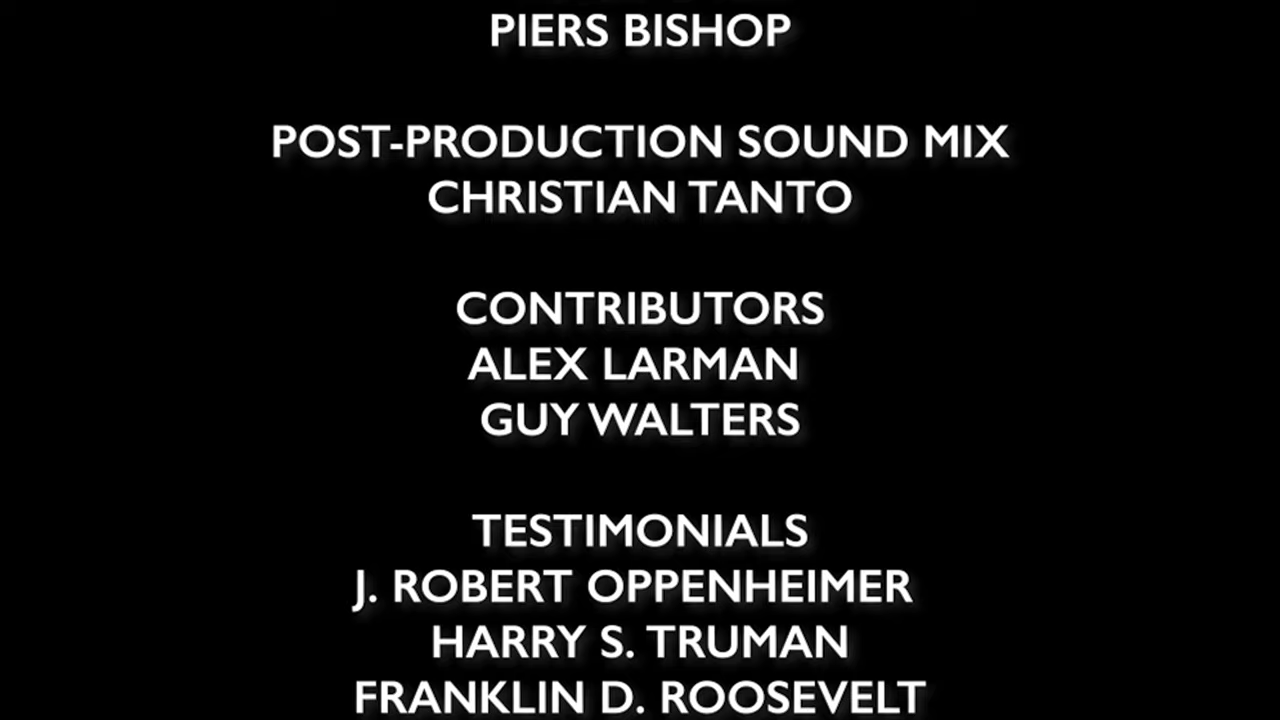 PIERS BISHOP
POST-PRODUCTION SOUND MIX
CHRISTIAN TANTO
CONTRIBUTORS
ALEX LARMAN
GUY WALTERS
TESTIMONIALS
J. ROBERT OPPENHEIMER
HARRY S. TRUMAN
FRANKLIN D. ROOSEVELT